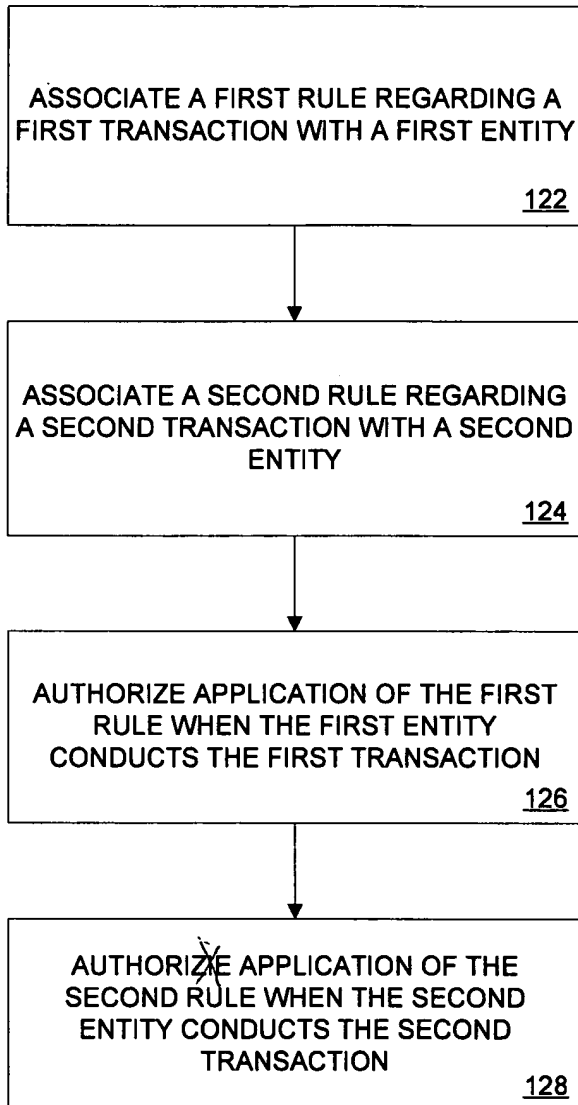 ASSOCIATE A FIRST RULE REGARDING A
FIRST TRANSACTION WITH A FIRST ENTITY
122
ASSOCIATE A SECOND RULE REGARDING
A SECOND TRANSACTION WITH A SECOND
ENTITY
124
AUTHORIZE APPLICATION OF THE FIRST
RULE WHEN THE FIRST ENTITY
CONDUCTS THE FIRST TRANSACTION
126
AUTHORIZE APPLICATION OF THE
SECOND RULE WHEN THE SECOND
ENTITY CONDUCTS THE SECOND
TRANSACTION
128